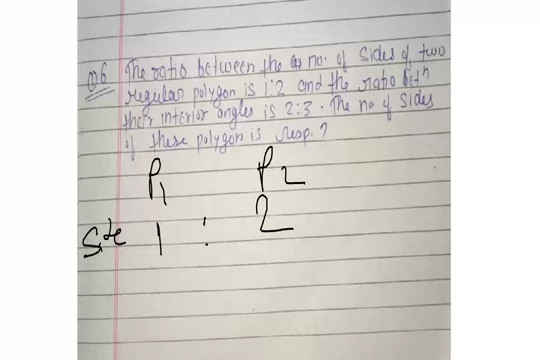 Q6 The ratio between the no. of sides of two
regular polygon is 1:2 and the ratio betn
their interior angles is 2:3. The no of sides
of these polygon is resp.?
P1 P2
Side 1 : 2